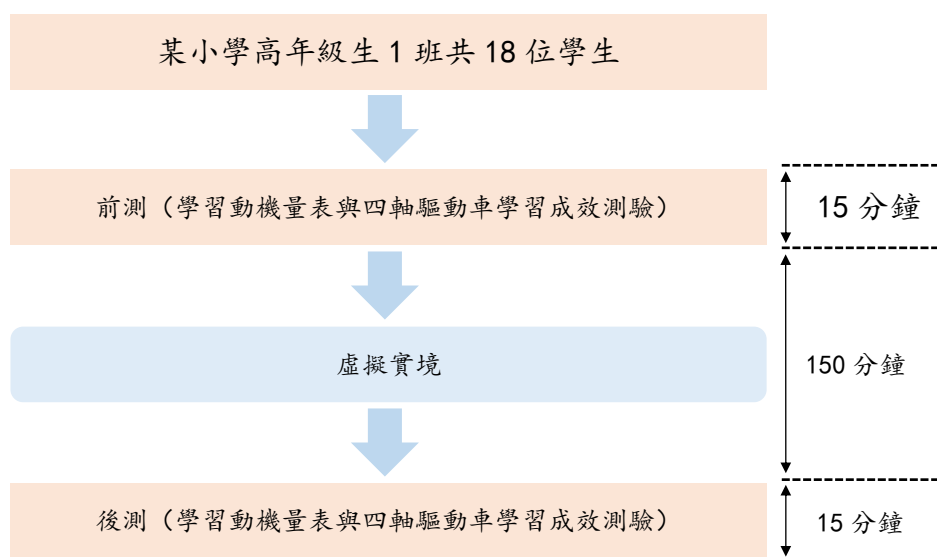 某小學高年級生 1 班共 18 位學生
前測（學習動機量表與四軸驅動車學習成效測驗）
15 分鐘
虛擬實境
150 分鐘
後測（學習動機量表與四軸驅動車學習成效測驗）
15 分鐘